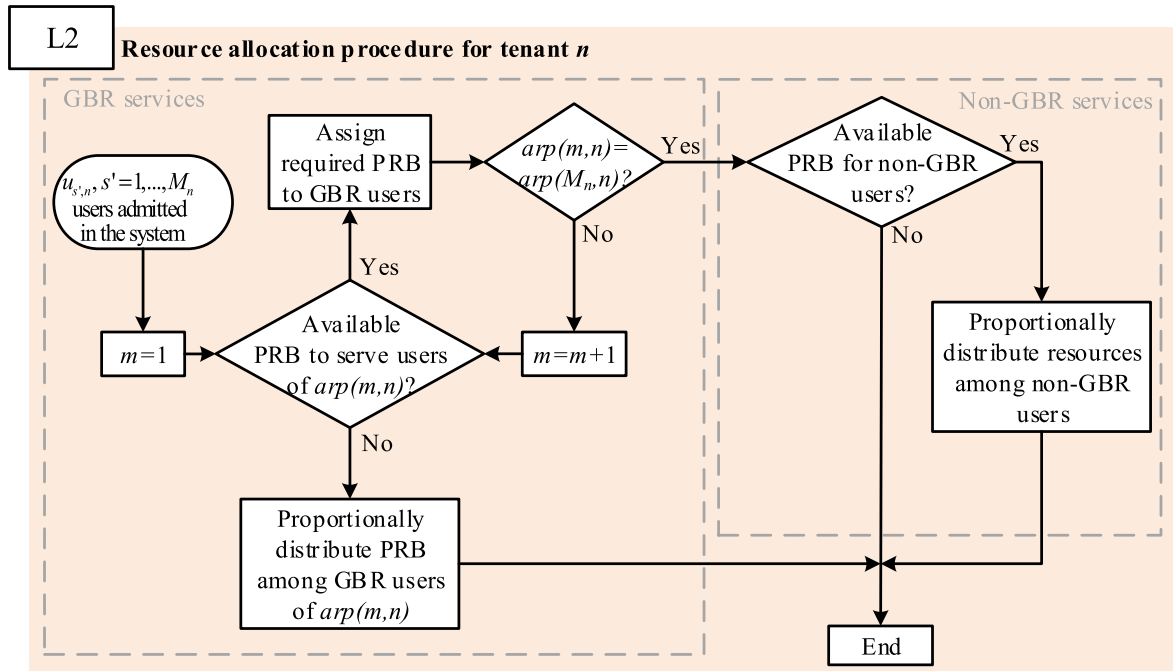 L2
Resource allocation procedure for tenant n
GBR services
Non-GBR services
u_{s',n}, s'=1,...,M_n
users admitted
in the system
m=1
Assign
required PRB
to GBR users
Yes
Available
PRB to serve users
of arp(m,n)?
No
arp(m,n)=
arp(M_n,n)?
Yes
No
m=m+1
Proportionally
distribute PRB
among GBR users
of arp(m,n)
Available
PRB for non-GBR
users?
Yes
No
Proportionally
distribute resources
among non-GBR
users
End